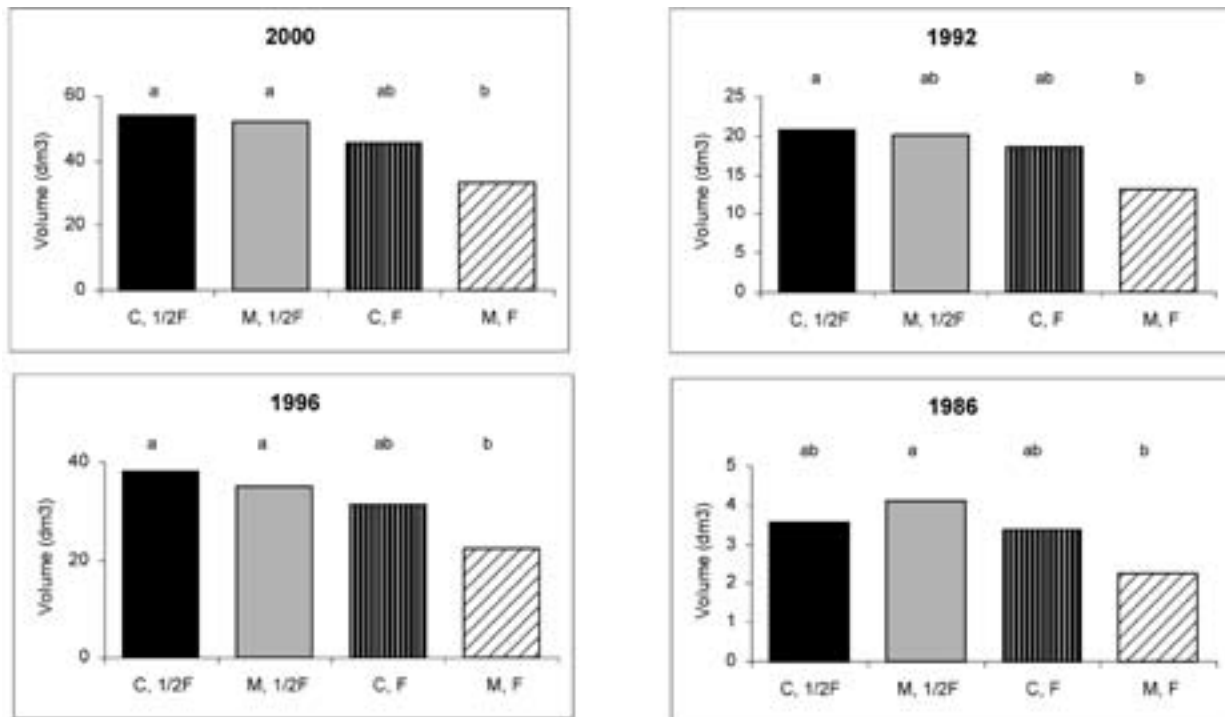 2000
a a ab b
Volume (dm3)
60
40
20
0
C, 1/2F M, 1/2F C, F M, F
1992
a ab ab b
Volume (dm3)
25
20
15
10
5
0
C, 1/2F M, 1/2F C, F M, F
1996
a a ab b
Volume (dm3)
40
20
0
C, 1/2F M, 1/2F C, F M, F
1986
ab a ab b
Volume (dm3)
5
4
3
2
1
0
C, 1/2F M, 1/2F C, F M, F